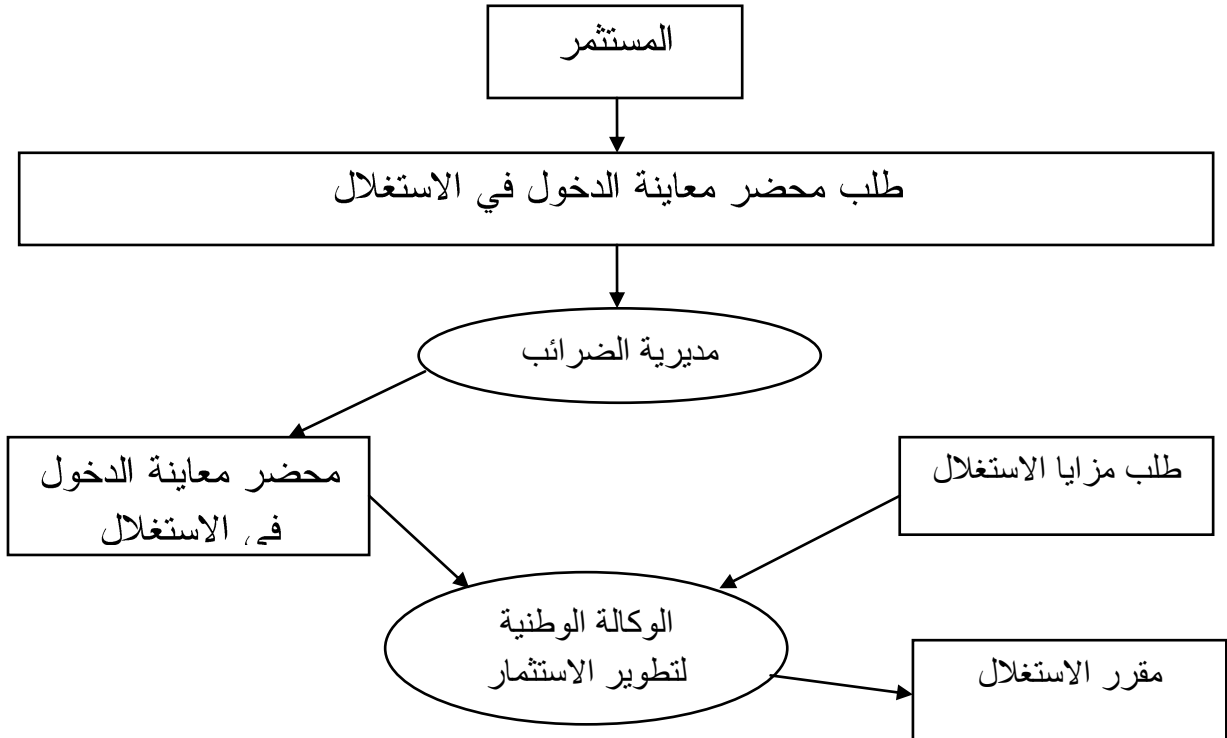 المستثمر
طلب محضر معاينة الدخول في الاستغلال
مديرية الضرائب
محضر معاينة الدخول
في الاستغلال
طلب مزايا الاستغلال
الوكالة الوطنية
لتطوير الاستثمار
مقرر الاستغلال